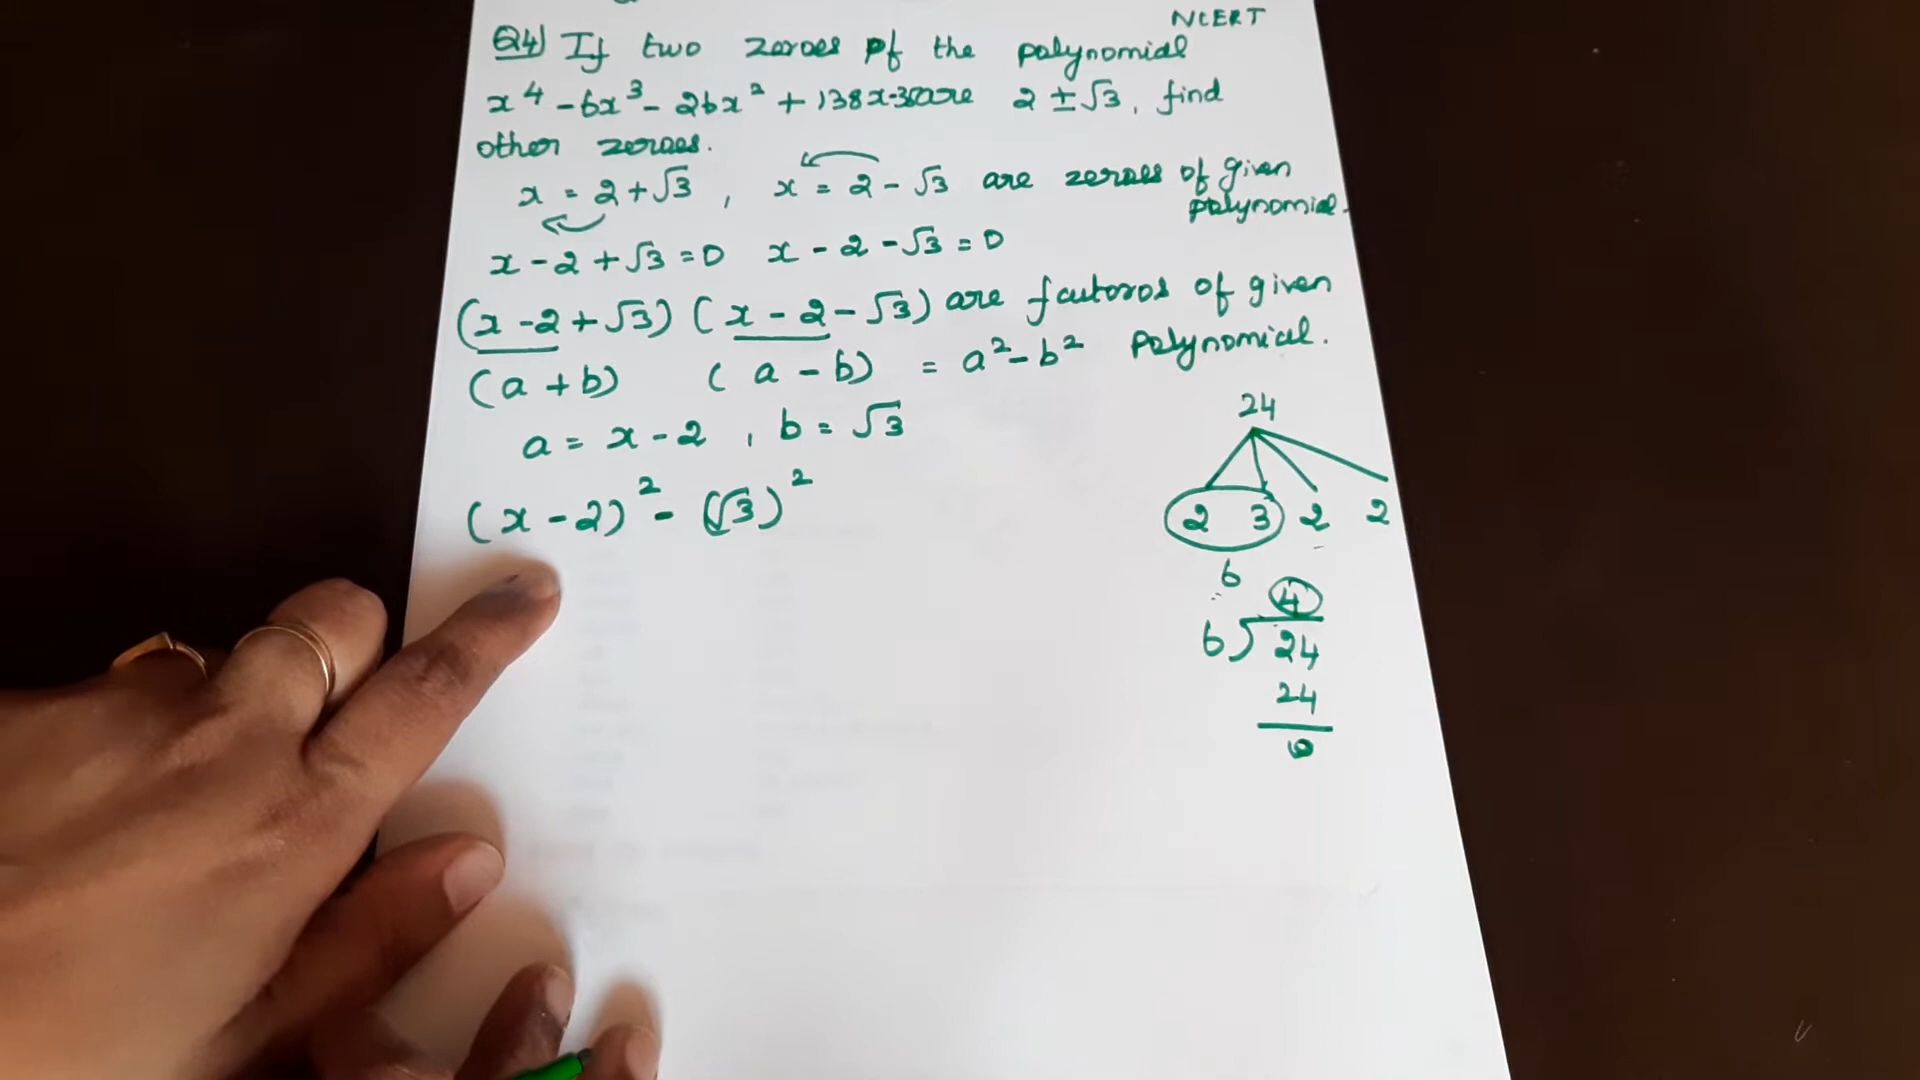 NCERT
Q4) If two zeroes of the polynomial
x⁴ - 6x³ - 26x² + 138x-35are 2 ± √3, find
other zeroes.
x = 2 + √3 , x = 2 - √3 are zeroes of given
polynomial.
x - 2 + √3 = 0 x - 2 - √3 = 0
(x - 2 + √3) (x - 2 - √3) are factors of given
Polynomial.
(a + b) (a - b) = a² - b²
a = x - 2 , b = √3
(x - 2)² - (√3)²
24
2 3 2 2
6
4
6) 24
24
0